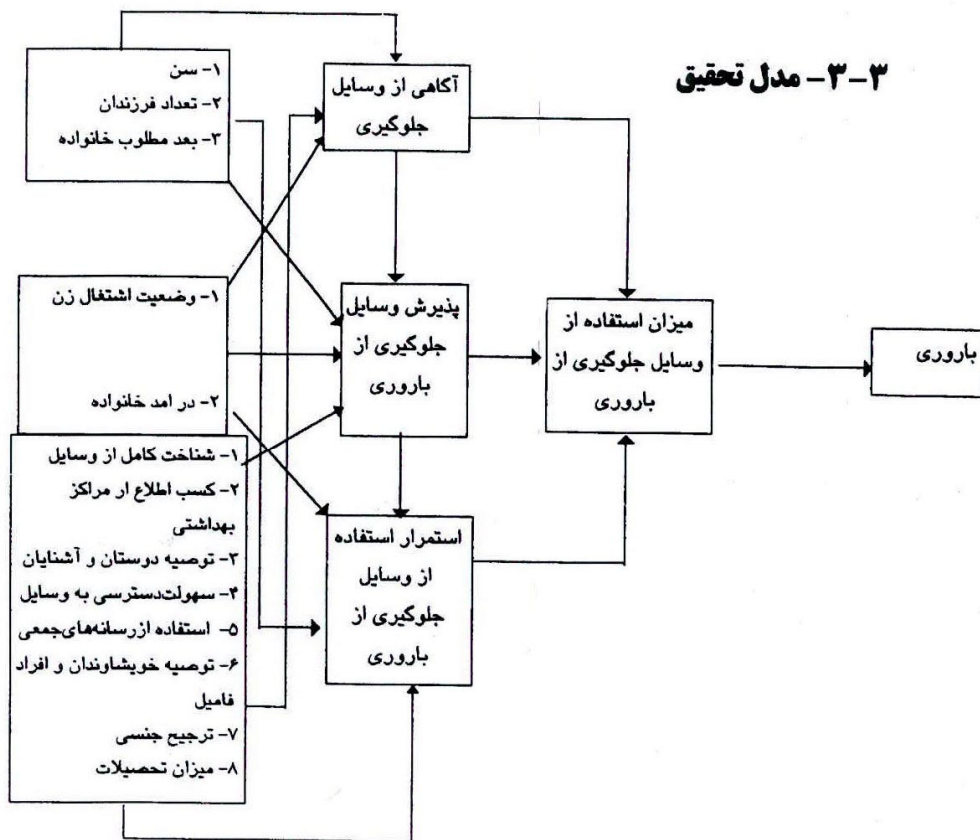 ۳-۳- مدل تحقیق
۱- سن
۲- تعداد فرزندان
۳- بعد مطلوب خانواده
۱- وضعیت اشتغال زن
۲- در امد خانواده
۱- شناخت کامل از وسایل
۲- کسب اطلاع ار مراکز
بهداشتی
۳- توصیه دوستان و آشنایان
۴- سهولت‌دسترسی به وسایل
۵- استفاده ازرسانه‌های‌جمعی
۶- توصیه خویشاوندان و افراد
فامیل
۷- ترجیح جنسی
۸- میزان تحصیلات
آکاهی از وسایل
جلوگیری
پذیرش وسایل
جلوگیری از
باروری
استمرار استفاده
از وسایل
جلوگیری از
باروری
میزان استفاده از
وسایل جلوگیری از
باروری
باروری